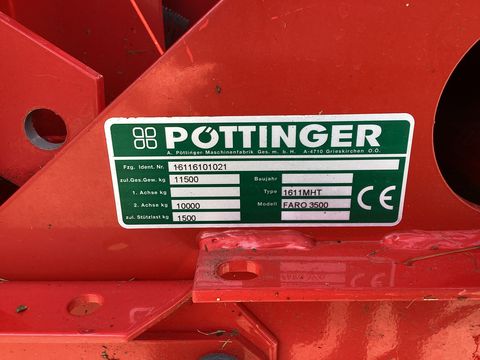 PÖTTINGER
A. Pöttinger Maschinenfabrik Ges. m. b. H. A-4710 Grieskirchen O.Ö.
Fzg. Ident. Nr. 16116101021
zul.Ges.Gew. kg 11500 Baujahr
1. Achse kg Type 1611MHT
2. Achse kg 10000 Modell FARO 3500
zul. Stützlast kg 1500
CE